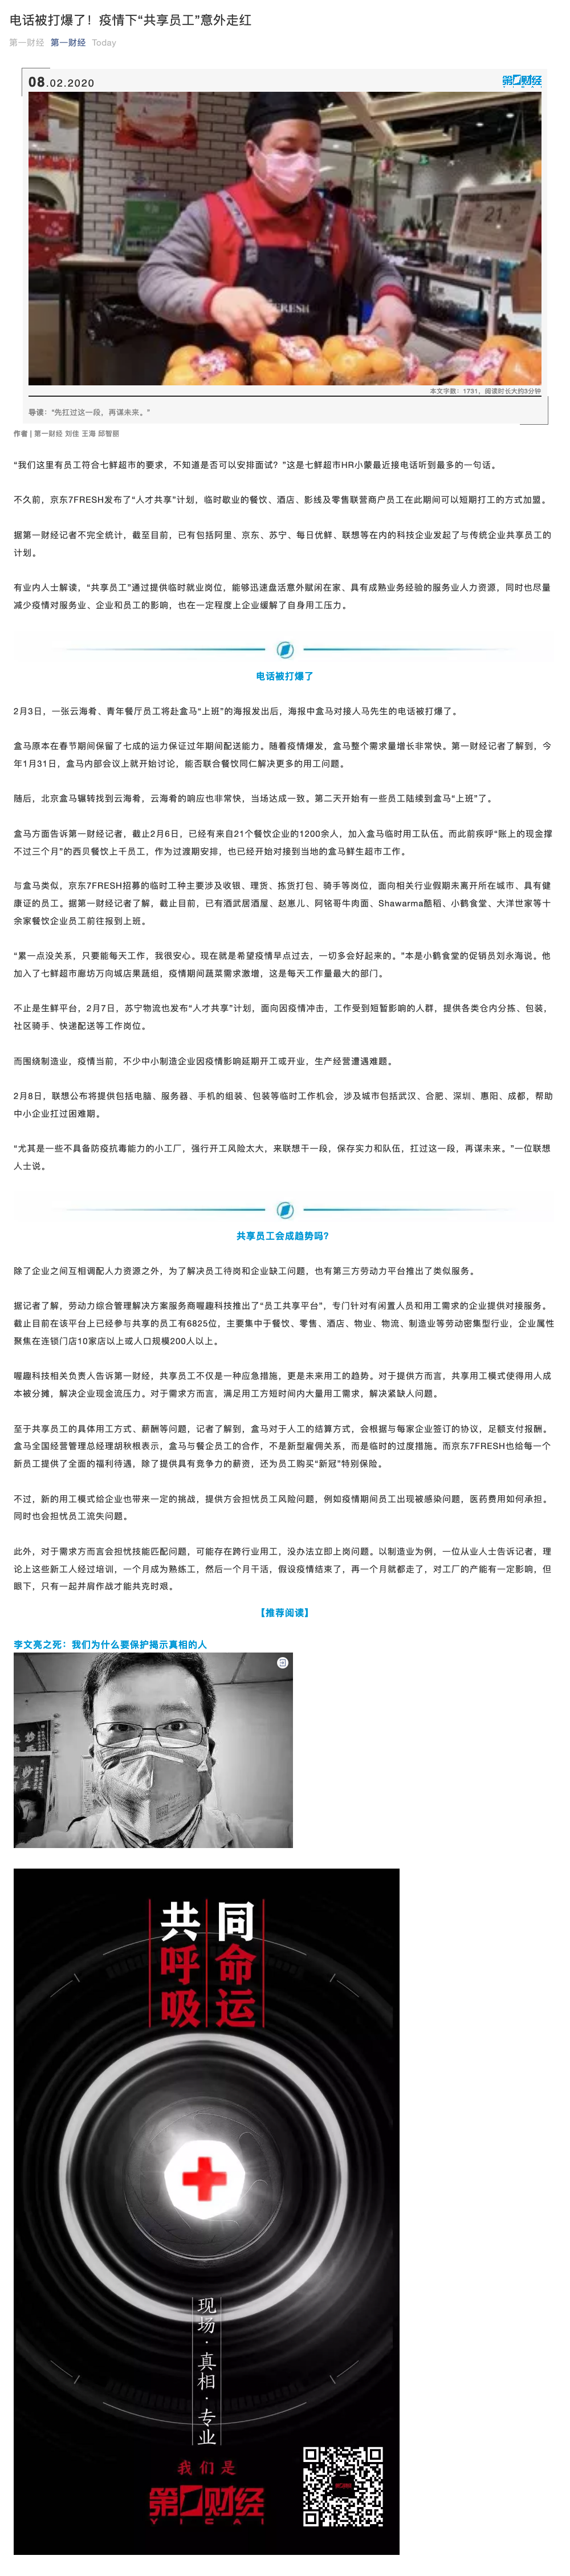 电话被打爆了！疫情下“共享员工”意外走红
第一财经 第一财经 Today
08.02.2020
第一财经
21.
FRESH
本文字数：1731，阅读时长大约3分钟
导读：“先扛过这一段，再谋未来。”
作者 | 第一财经 刘佳 王海 邱智丽
“我们这里有员工符合七鲜超市的要求，不知道是否可以安排面试？”这是七鲜超市HR小蒙最近接电话听到最多的一句话。
不久前，京东7FRESH发布了“人才共享”计划，临时歇业的餐饮、酒店、影线及零售联营商户员工在此期间可以短期打工的方式加盟。
据第一财经记者不完全统计，截至目前，已有包括阿里、京东、苏宁、每日优鲜、联想等在内的科技企业发起了与传统企业共享员工的
计划。
有业内人士解读，“共享员工”通过提供临时就业岗位，能够迅速盘活意外赋闲在家、具有成熟业务经验的服务业人力资源，同时也尽量
减少疫情对服务业、企业和员工的影响，也在一定程度上企业缓解了自身用工压力。
电话被打爆了
2月3日，一张云海肴、青年餐厅员工将赴盒马“上班”的海报发出后，海报中盒马对接人马先生的电话被打爆了。
盒马原本在春节期间保留了七成的运力保证过年期间配送能力。随着疫情爆发，盒马整个需求量增长非常快。第一财经记者了解到，今
年1月31日，盒马内部会议上就开始讨论，能否联合餐饮同仁解决更多的用工问题。
随后，北京盒马辗转找到云海肴，云海肴的响应也非常快，当场达成一致。第二天开始有一些员工陆续到盒马“上班”了。
盒马方面告诉第一财经记者，截止2月6日，已经有来自21个餐饮企业的1200余人，加入盒马临时用工队伍。而此前疾呼“账上的现金撑
不过三个月”的西贝餐饮上千员工，作为过渡期安排，也已经开始对接到当地的盒马鲜生超市工作。
与盒马类似，京东7FRESH招募的临时工种主要涉及收银、理货、拣货打包、骑手等岗位，面向相关行业假期未离开所在城市、具有健
康证的员工。据第一财经记者了解，截止目前，已有酒武居酒屋、赵崽儿、阿铭哥牛肉面、Shawarma酷稻、小鹤食堂、大洋世家等十
余家餐饮企业员工前往报到上班。
“累一点没关系，只要能每天工作，我很安心。现在就是希望疫情早点过去，一切多会好起来的。”本是小鹤食堂的促销员刘永海说。他
加入了七鲜超市廊坊万向城店果蔬组，疫情期间蔬菜需求激增，这是每天工作量最大的部门。
不止是生鲜平台，2月7日，苏宁物流也发布“人才共享”计划，面向因疫情冲击，工作受到短暂影响的人群，提供各类仓内分拣、包装，
社区骑手、快递配送等工作岗位。
而围绕制造业，疫情当前，不少中小制造企业因疫情影响延期开工或开业，生产经营遭遇难题。
2月8日，联想公布将提供包括电脑、服务器、手机的组装、包装等临时工作机会，涉及城市包括武汉、合肥、深圳、惠阳、成都，帮助
中小企业扛过困难期。
“尤其是一些不具备防疫抗毒能力的小工厂，强行开工风险太大，来联想干一段，保存实力和队伍，扛过这一段，再谋未来。”一位联想
人士说。
共享员工会成趋势吗？
除了企业之间互相调配人力资源之外，为了解决员工待岗和企业缺工问题，也有第三方劳动力平台推出了类似服务。
据记者了解，劳动力综合管理解决方案服务商喔趣科技推出了“员工共享平台”，专门针对有闲置人员和用工需求的企业提供对接服务。
截止目前在该平台上已经参与共享的员工有6825位，主要集中于餐饮、零售、酒店、物业、物流、制造业等劳动密集型行业，企业属性
聚焦在连锁门店10家店以上或人口规模200人以上。
喔趣科技相关负责人告诉第一财经，共享员工不仅是一种应急措施，更是未来用工的趋势。对于提供方而言，共享用工模式使得用人成
本被分摊，解决企业现金流压力。对于需求方而言，满足用工方短时间内大量用工需求，解决紧缺人问题。
至于共享员工的具体用工方式、薪酬等问题，记者了解到，盒马对于人工的结算方式，会根据与每家企业签订的协议，足额支付报酬。
盒马全国经营管理总经理胡秋根表示，盒马与餐企员工的合作，不是新型雇佣关系，而是临时的过度措施。而京东7FRESH也给每一个
新员工提供了全面的福利待遇，除了提供具有竞争力的薪资，还为员工购买“新冠”特别保险。
不过，新的用工模式给企业也带来一定的挑战，提供方会担忧员工风险问题，例如疫情期间员工出现被感染问题，医药费用如何承担。
同时也会担忧员工流失问题。
此外，对于需求方而言会担忧技能匹配问题，可能存在跨行业用工，没办法立即上岗问题。以制造业为例，一位从业人士告诉记者，理
论上这些新工人经过培训，一个月成为熟练工，然后一个月干活，假设疫情结束了，再一个月就都走了，对工厂的产能有一定影响，但
眼下，只有一起并肩作战才能共克时艰。
【推荐阅读】
李文亮之死：我们为什么要保护揭示真相的人
同命运
共呼吸
现场·真相·专业
我们是
第一财经
YICAI